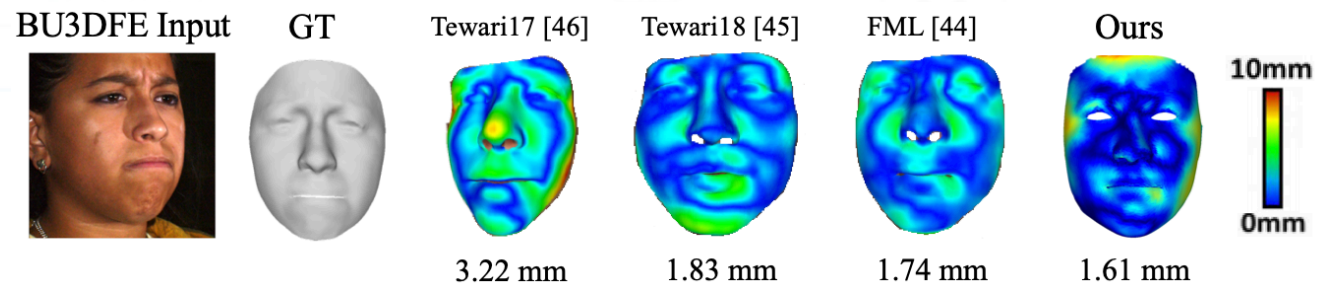 BU3DFE Input GT Tewari17 [46] Tewari18 [45] FML [44] Ours
10mm
0mm
3.22 mm 1.83 mm 1.74 mm 1.61 mm